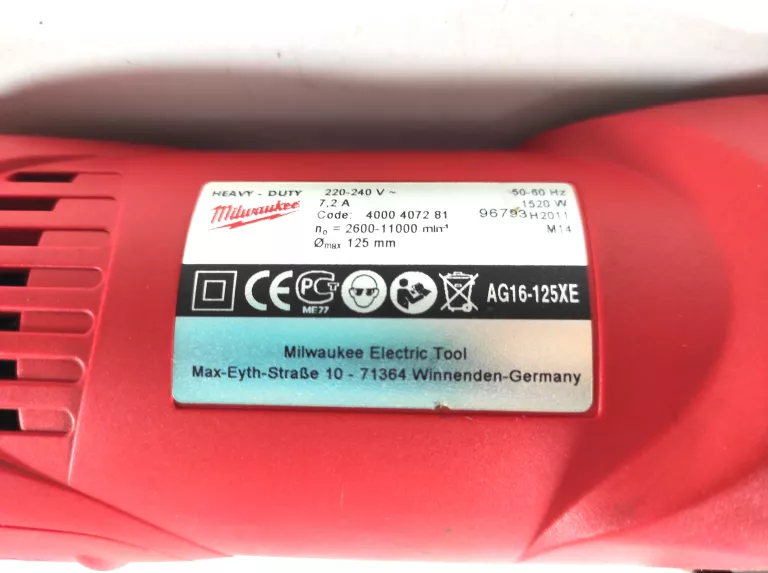 HEAVY - DUTY
Milwaukee
220-240 V ~ 50-60 Hz
7,2 A 1520 W
Code: 4000 4072 81 96793 H2011
n₀ = 2600-11000 min⁻¹ M14
Ømax 125 mm
CE PCT ME77 AG16-125XE
Milwaukee Electric Tool
Max-Eyth-Straße 10 - 71364 Winnenden-Germany